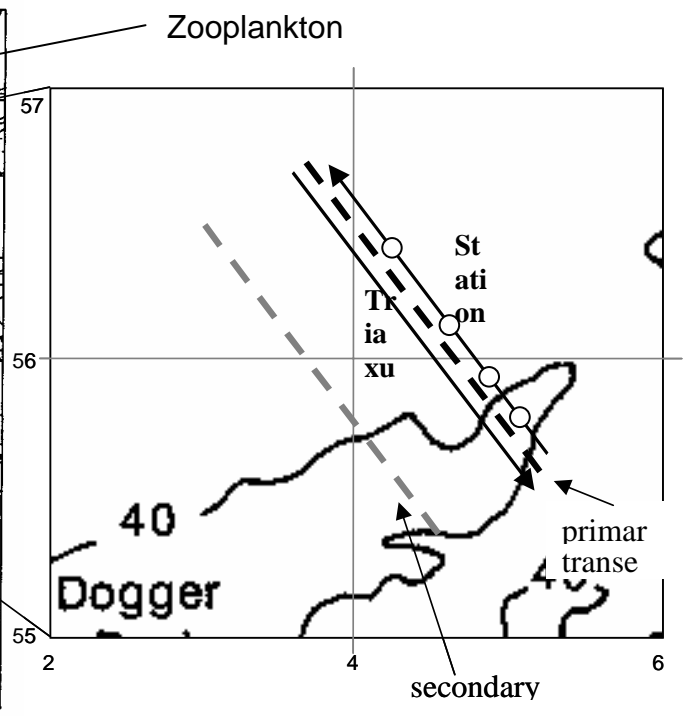 Zooplankton
57
St
ati
on
Tr
ia
xu
56
40
primar
transe
Dogger
55
2
4
6
secondary